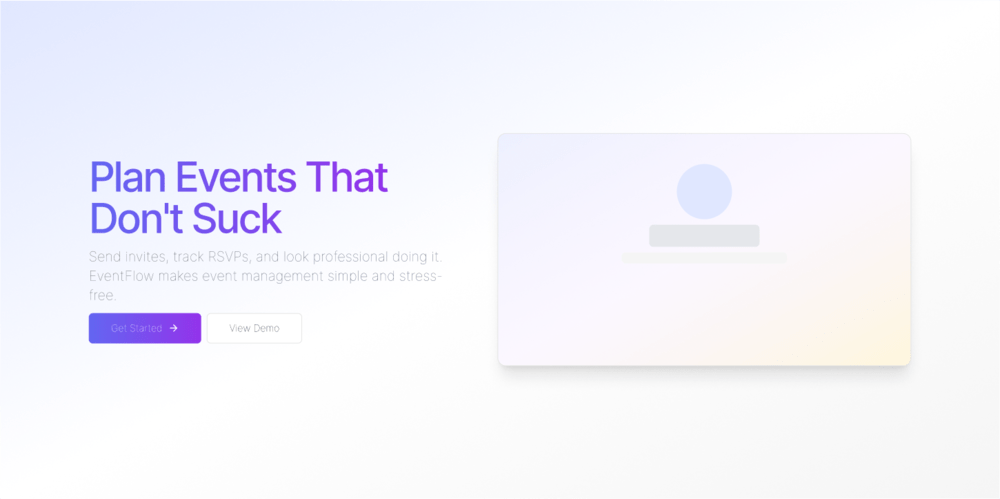 Plan Events That
Don't Suck
Send invites, track RSVPs, and look professional doing it.
EventFlow makes event management simple and stress-
free.
Get Started
View Demo